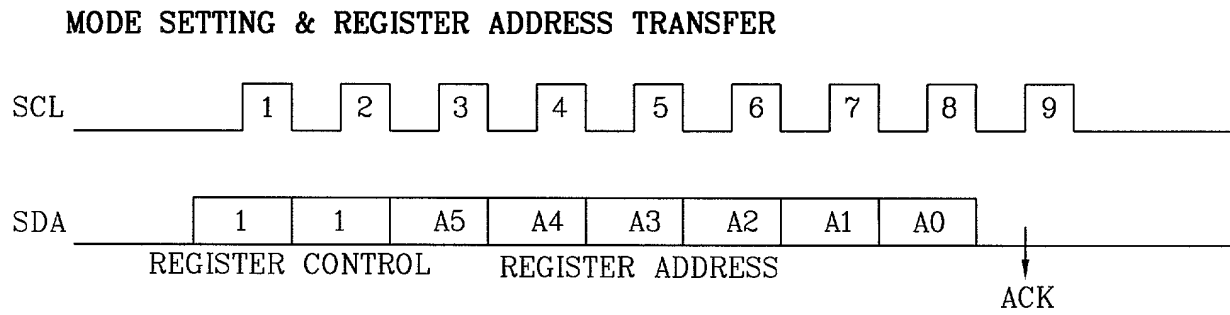 MODE SETTING & REGISTER ADDRESS TRANSFER
SCL 1 2 3 4 5 6 7 8 9
SDA 1 1 A5 A4 A3 A2 A1 A0
REGISTER CONTROL REGISTER ADDRESS
ACK